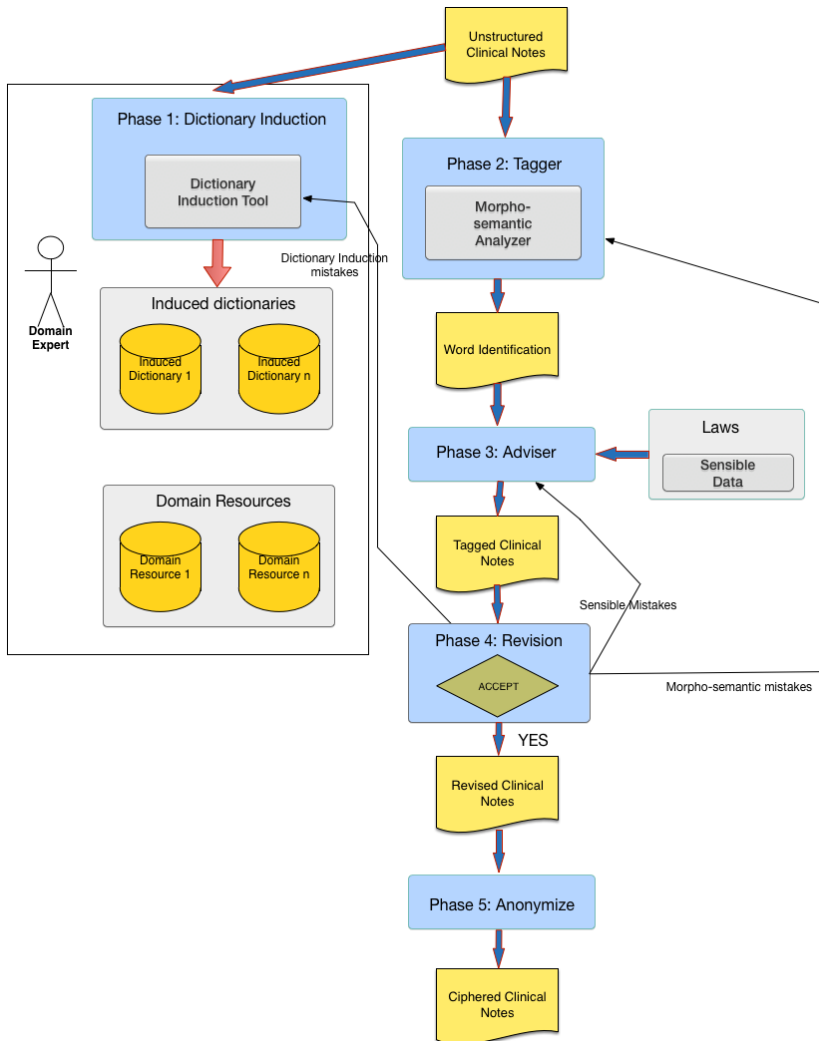 Unstructured
Clinical Notes
Phase 1: Dictionary Induction
Dictionary
Induction Tool
Phase 2: Tagger
Morpho-
semantic
Analyzer
Dictionary Induction
mistakes
Domain
Expert
Induced dictionaries
Induced
Dictionary 1
Induced
Dictionary n
Word Identification
Phase 3: Adviser
Laws
Sensible
Data
Domain Resources
Domain
Resource 1
Domain
Resource n
Tagged Clinical
Notes
Sensible Mistakes
Phase 4: Revision
ACCEPT
Morpho-semantic mistakes
YES
Revised Clinical
Notes
Phase 5: Anonymize
Ciphered Clinical
Notes